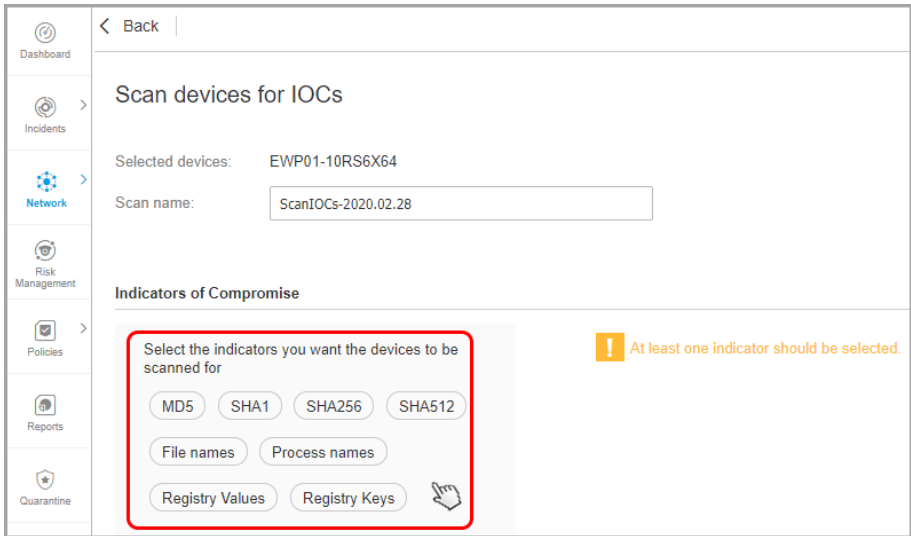 Back
Dashboard
Incidents
Network
Risk
Management
Policies
Reports
Quarantine
Scan devices for IOCs
Selected devices: EWP01-10RS6X64
Scan name: ScanIOCs-2020.02.28
Indicators of Compromise
Select the indicators you want the devices to be
scanned for
MD5 SHA1 SHA256 SHA512
File names Process names
Registry Values Registry Keys
! At least one indicator should be selected.